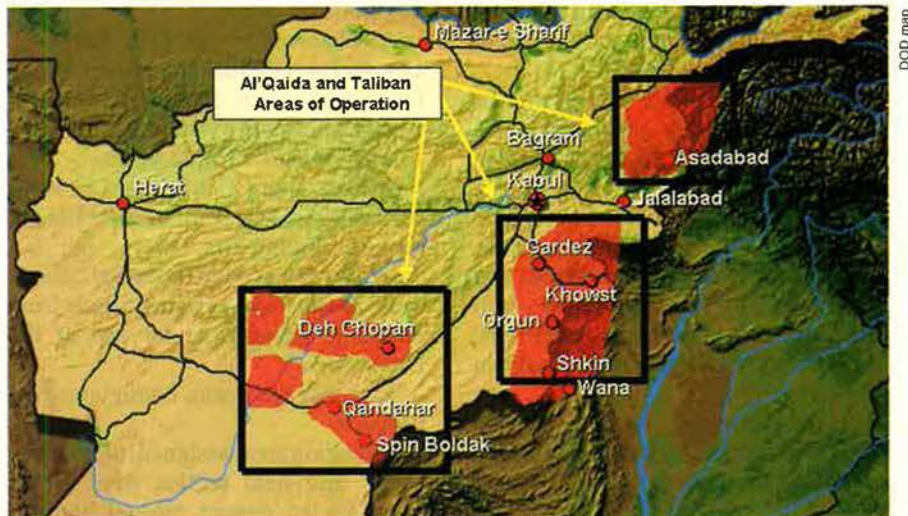 DOD map
Mazar-e Sharif
Al'Qaida and Taliban
Areas of Operation
Bagram
Asadabad
Kabul
Herat
Jalalabad
Gardez
Khowst
Orgun
Deh Chopan
Shkin
Wana
Qandahar
Spin Boldak